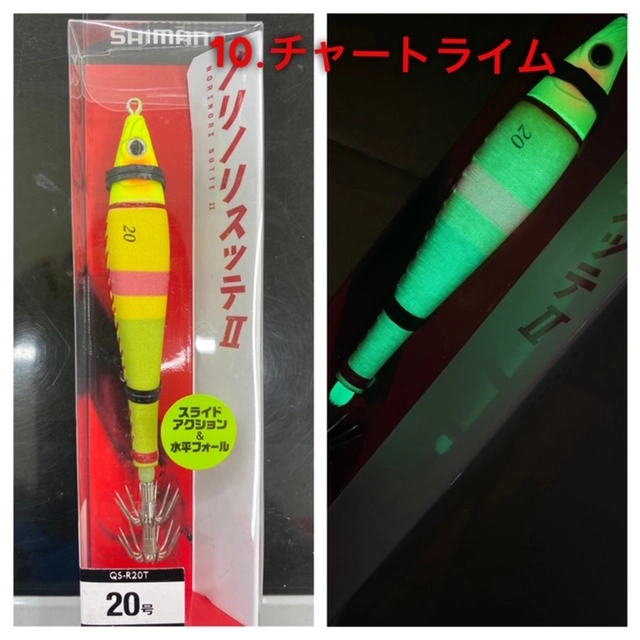 SHIMAN
10.チャートライム
ノリノリスッテII
NORINORI SUTTE II
20
スライド
アクション
&
水平フォール
QS-R20T
20号
20
ッテII